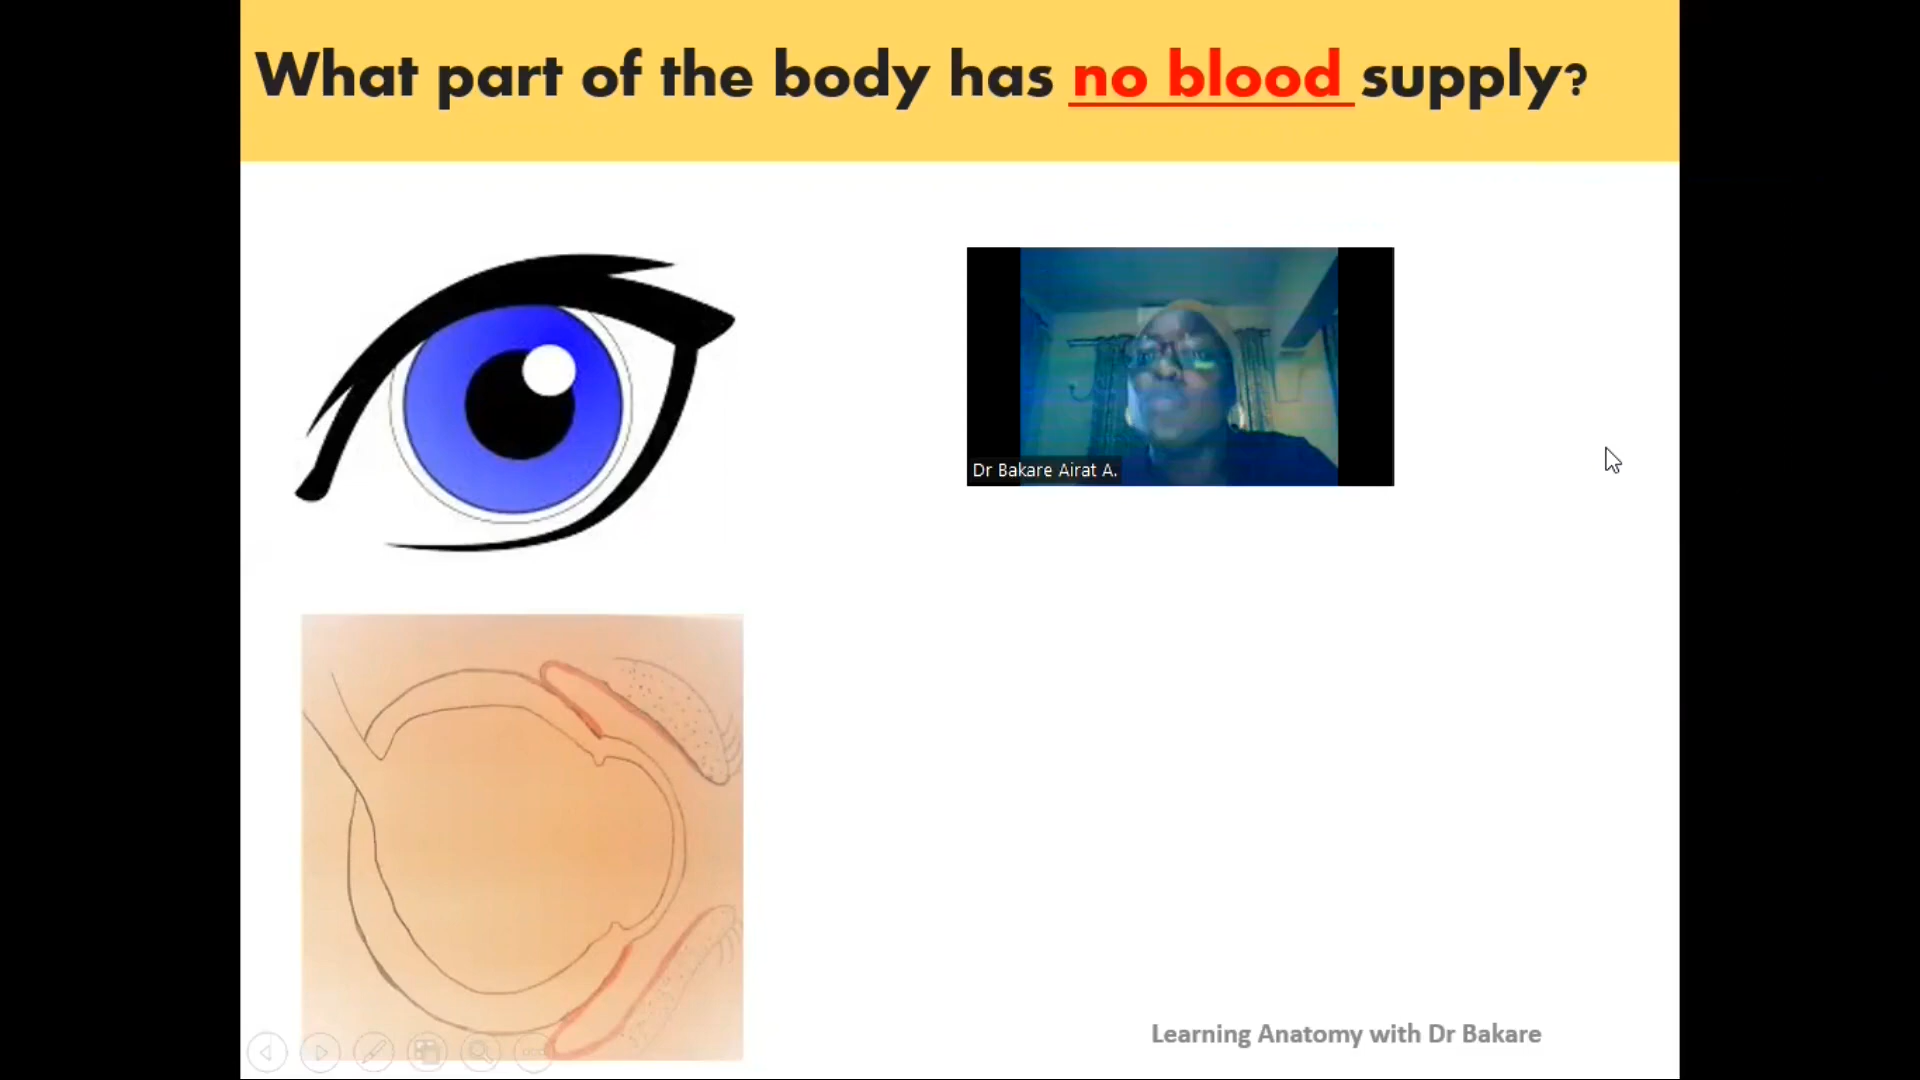 What part of the body has no blood supply?
Dr Bakare Airat A.
Learning Anatomy with Dr Bakare